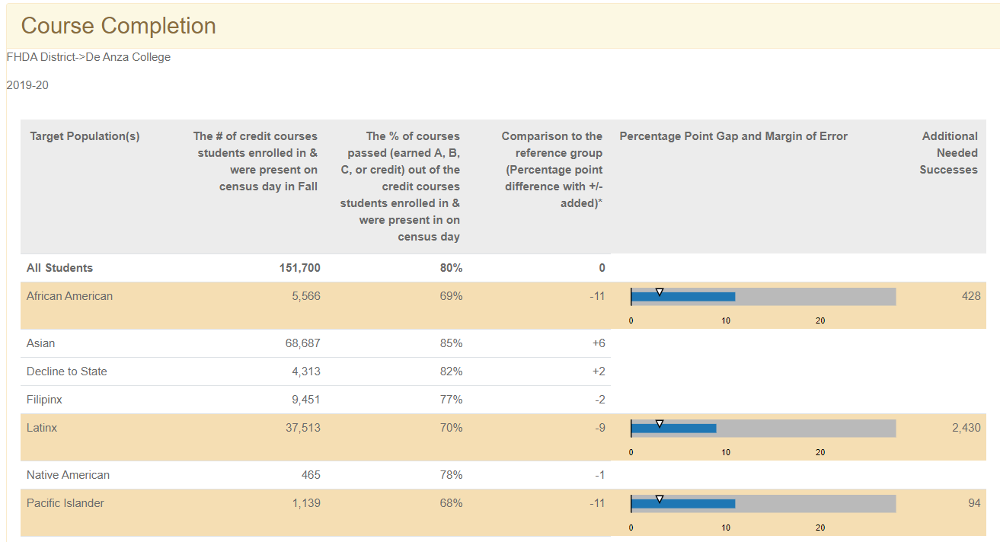 Course Completion
FHDA District->De Anza College
2019-20
Target Population(s) The # of credit courses The % of courses Comparison to the Percentage Point Gap and Margin of Error Additional
students enrolled in & passed (earned A, B, reference group Needed
were present on C, or credit) out of the (Percentage point Successes
census day in Fall credit courses difference with +/-
students enrolled in & added)*
were present in on
census day
All Students 151,700 80% 0
African American 5,566 69% -11 428
0 10 20
Asian 68,687 85% +6
Decline to State 4,313 82% +2
Filipinx 9,451 77% -2
Latinx 37,513 70% -9 2,430
0 10 20
Native American 465 78% -1
Pacific Islander 1,139 68% -11 94
0 10 20